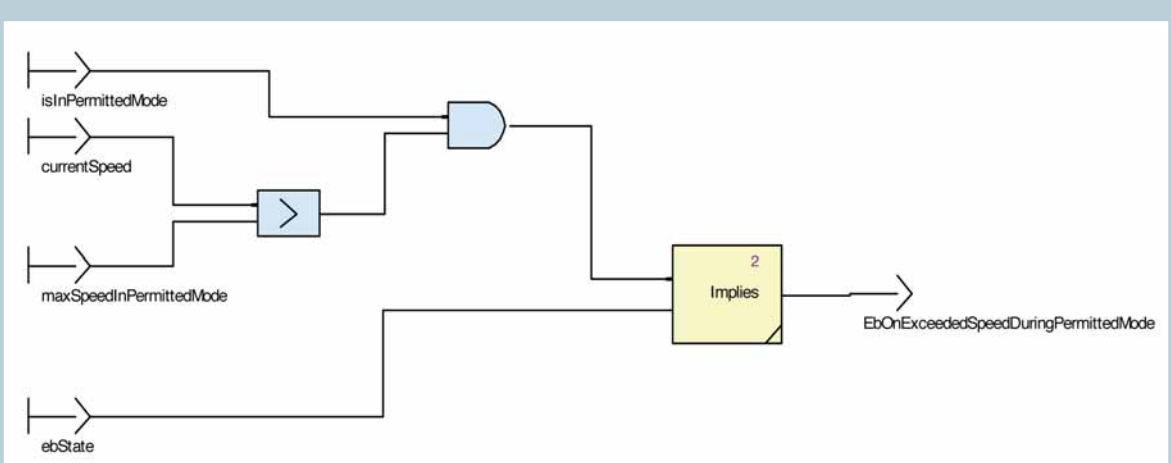 isInPermittedMode
currentSpeed
>
maxSpeedInPermittedMode
2
Implies
EbOnExceededSpeedDuringPermittedMode
ebState